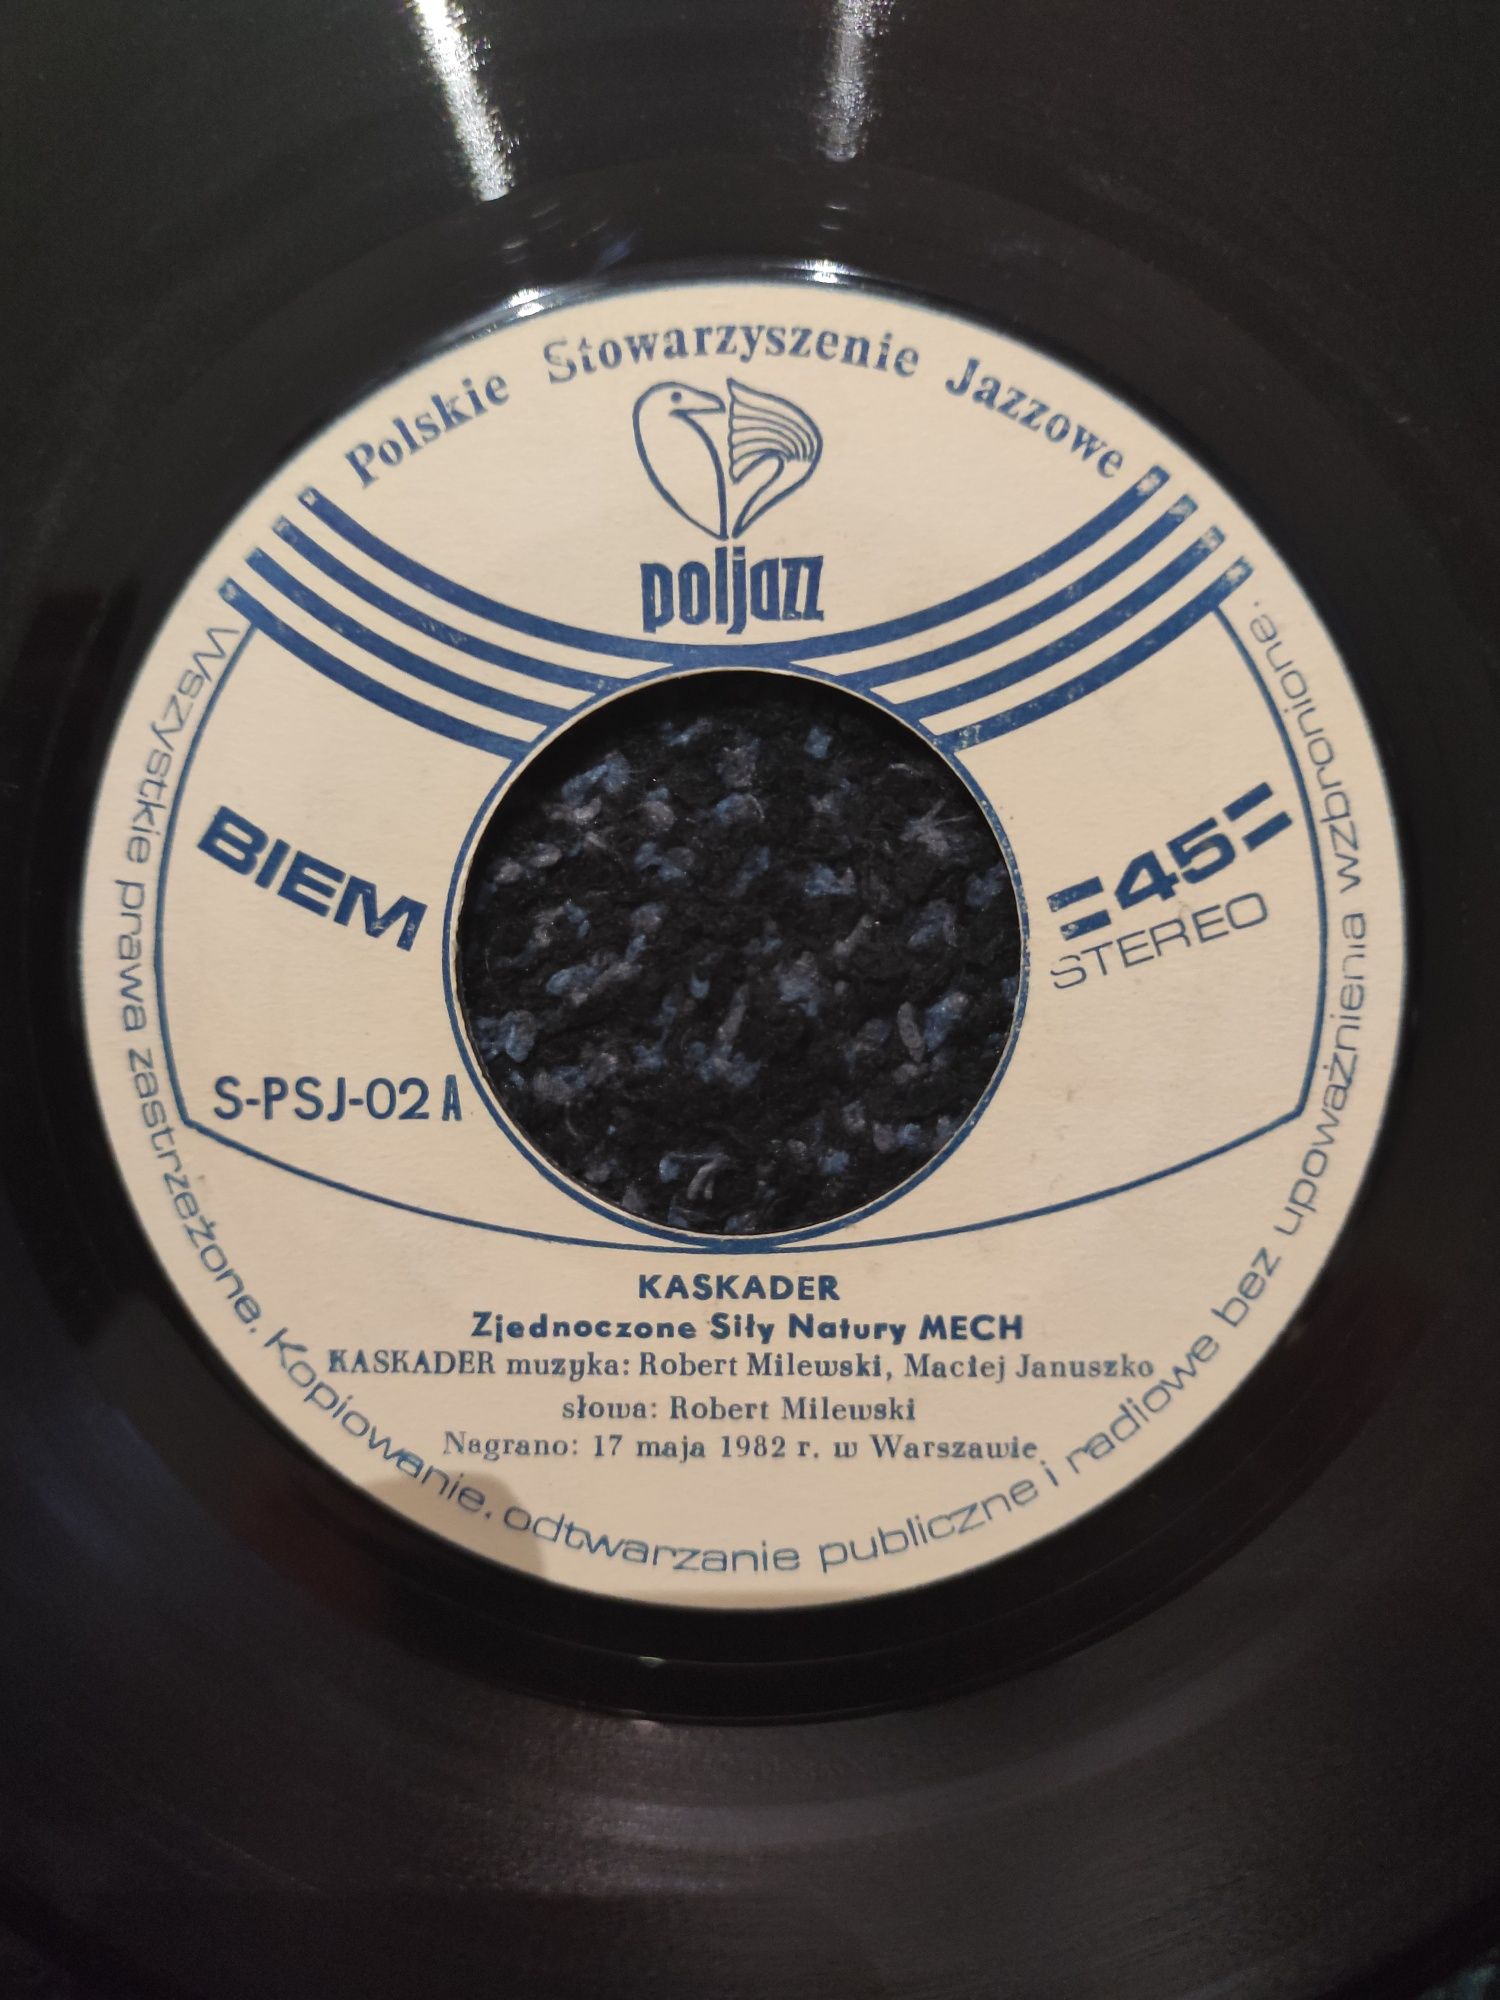 Polskie Stowarzyszenie Jazzowe
poljazz
BIEM
=45=
STEREO
S-PSJ-02 A
KASKADER
Zjednoczone Siły Natury MECH
KASKADER muzyka: Robert Milewski, Maciej Januszko
słowa: Robert Milewski
Nagrano: 17 maja 1982 r. w Warszawie
Wszystkie prawa zastrzeżone. Kopiowanie, odtwarzanie publiczne i radiowe bez upoważnienia wzbronione.